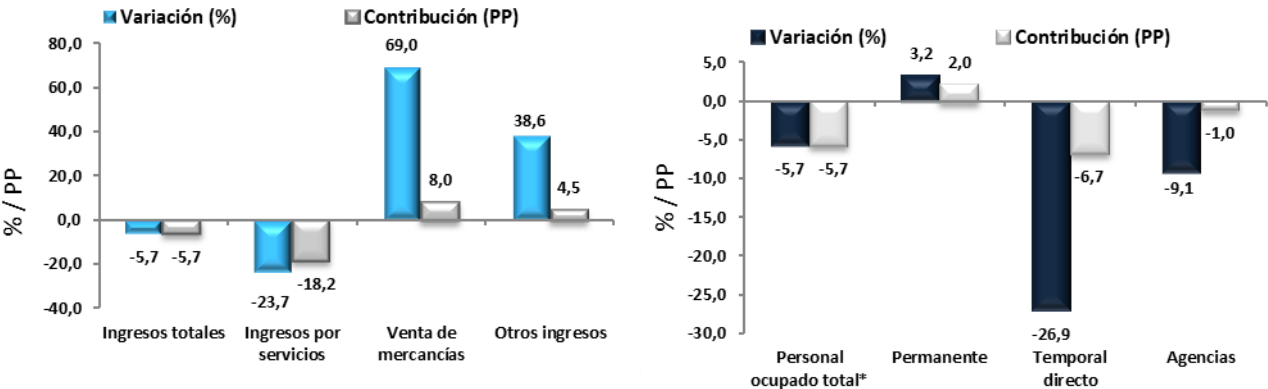 Variación (%)
Contribución (PP)
80,0
60,0
40,0
20,0
0,0
-20,0
-40,0
% / PP
69,0
38,6
8,0
4,5
-5,7
-5,7
-23,7
-18,2
Ingresos totales
Ingresos por
servicios
Venta de
mercancías
Otros ingresos
Variación (%)
Contribución (PP)
5,0
0,0
-5,0
-10,0
-15,0
-20,0
-25,0
-30,0
% / PP
3,2
2,0
-5,7
-5,7
-26,9
-6,7
-9,1
-1,0
Personal
ocupado total*
Permanente
Temporal
directo
Agencias